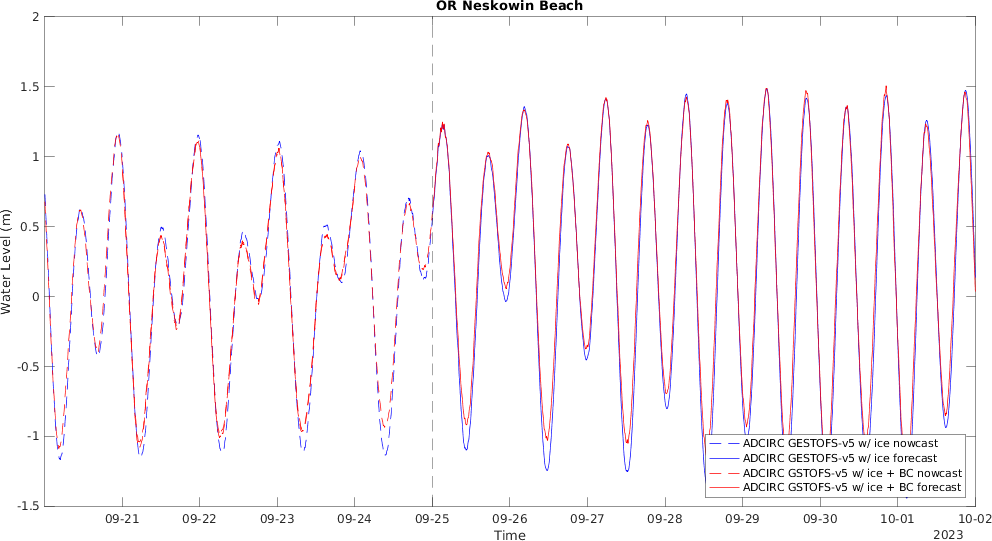 OR Neskowin Beach
Water Level (m)
2
1.5
1
0.5
0
-0.5
-1
-1.5
ADCIRC GESTOFS-v5 w/ ice nowcast
ADCIRC GESTOFS-v5 w/ ice forecast
ADCIRC GSTOFS-v5 w/ ice + BC nowcast
ADCIRC GSTOFS-v5 w/ ice + BC forecast
09-21 09-22 09-23 09-24 09-25 09-26 09-27 09-28 09-29 09-30 10-01 10-02
Time
2023